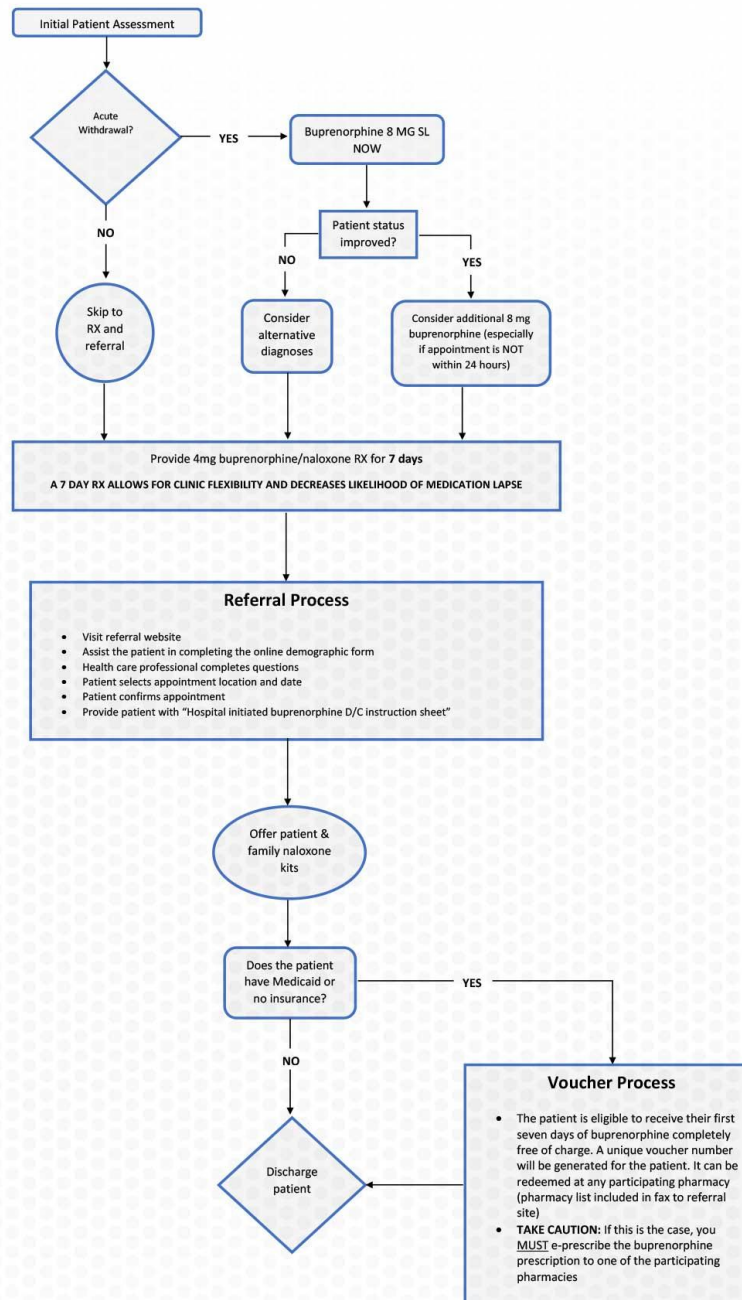 Initial Patient Assessment
Acute
Withdrawal?
YES
Buprenorphine 8 MG SL
NOW
NO
Patient status
improved?
NO
YES
Skip to
RX and
referral
Consider
alternative
diagnoses
Consider additional 8 mg
buprenorphine (especially
if appointment is NOT
within 24 hours)
Provide 4mg buprenorphine/naloxone RX for 7 days
A 7 DAY RX ALLOWS FOR CLINIC FLEXIBILITY AND DECREASES LIKELIHOOD OF MEDICATION LAPSE
Referral Process
• Visit referral website
• Assist the patient in completing the online demographic form
• Health care professional completes questions
• Patient selects appointment location and date
• Patient confirms appointment
• Provide patient with “Hospital initiated buprenorphine D/C instruction sheet”
Offer patient &
family naloxone
kits
Does the patient
have Medicaid or
no insurance?
YES
NO
Discharge
patient
Voucher Process
• The patient is eligible to receive their first
seven days of buprenorphine completely
free of charge. A unique voucher number
will be generated for the patient. It can be
redeemed at any participating pharmacy
(pharmacy list included in fax to referral
site)
• TAKE CAUTION: If this is the case, you
MUST e-prescribe the buprenorphine
prescription to one of the participating
pharmacies